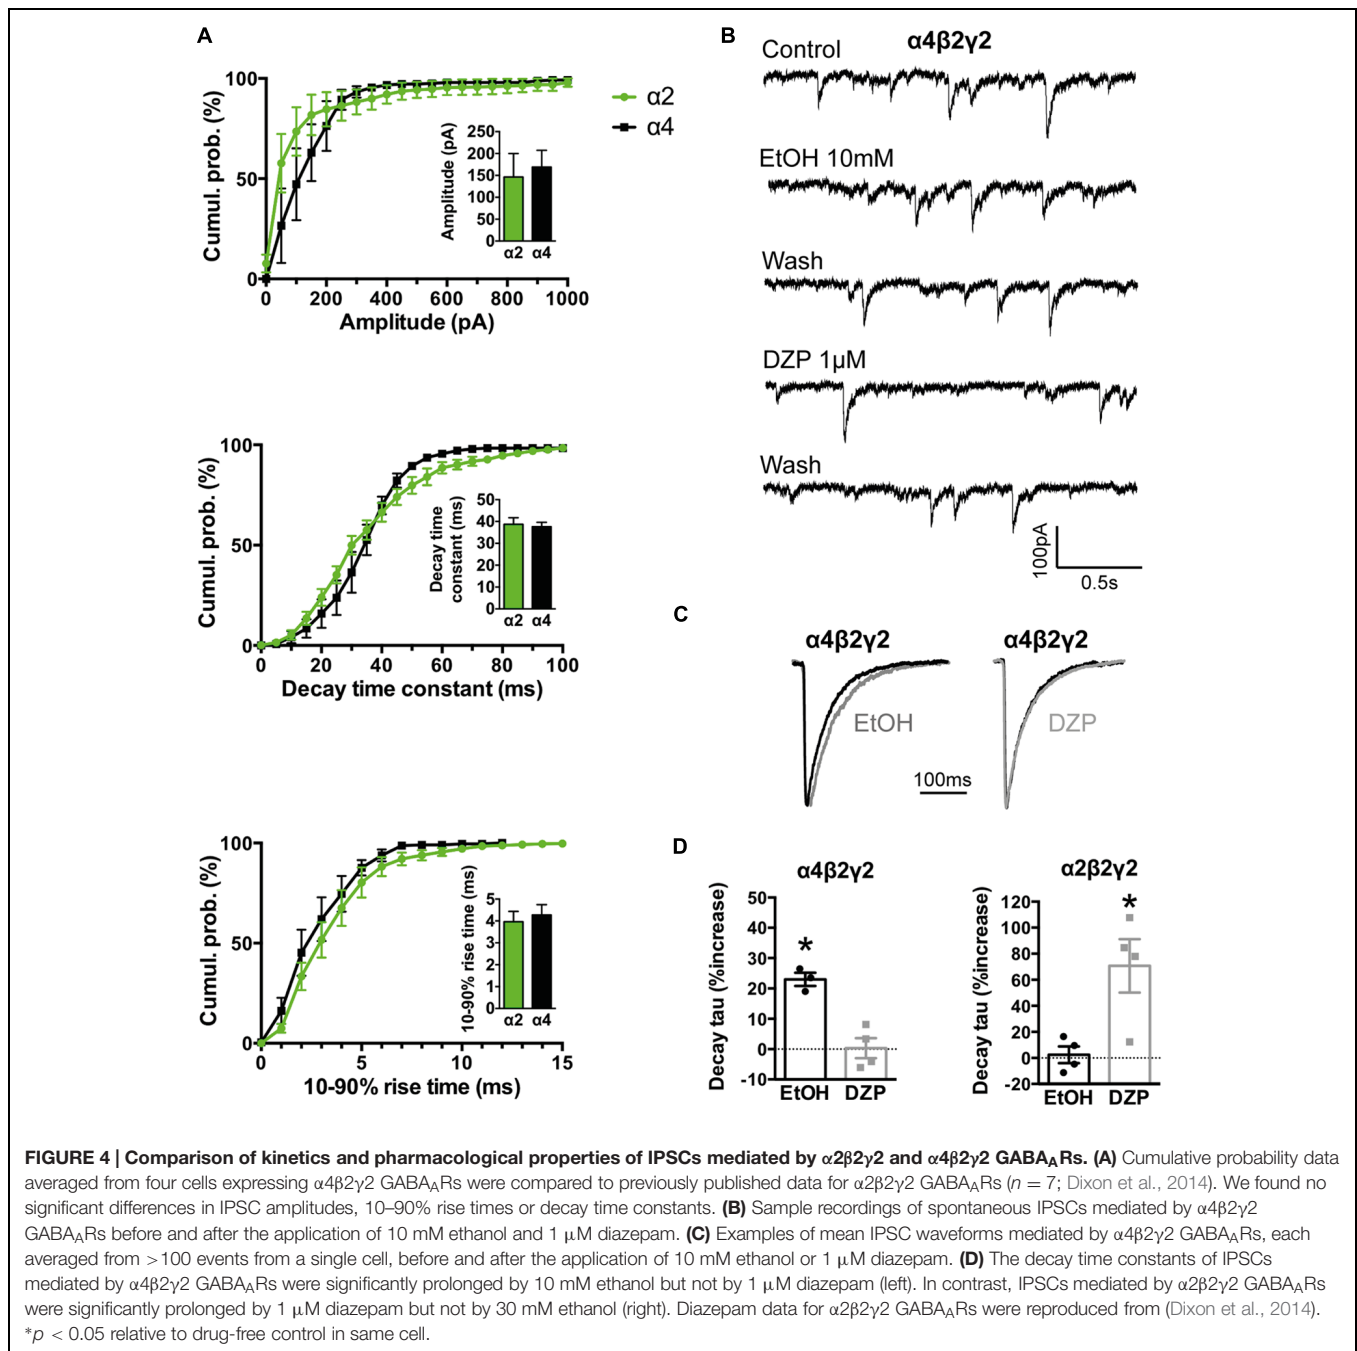 A
Cumul. prob. (%)
100
50
0
0 200 400 600 800 1000
Amplitude (pA)
Amplitude (pA)
250
200
150
100
50
0
α2 α4
α2
α4
Cumul. prob. (%)
100
50
0
0 20 40 60 80 100
Decay time constant (ms)
Decay time
constant (ms)
50
40
30
20
10
0
α2 α4
Cumul. prob. (%)
100
50
0
0 5 10 15
10-90% rise time (ms)
10-90% rise time (ms)
5
4
3
2
1
0
α2 α4
B
α4β2γ2
Control
EtOH 10mM
Wash
DZP 1μM
Wash
100pA
0.5s
C
α4β2γ2 α4β2γ2
EtOH DZP
100ms
D
α4β2γ2
Decay tau (%increase)
50
40
30
20
10
0
-10
*
EtOH DZP
α2β2γ2
Decay tau (%increase)
120
100
80
60
40
20
0
-20
*
EtOH DZP
FIGURE 4 | Comparison of kinetics and pharmacological properties of IPSCs mediated by α2β2γ2 and α4β2γ2 GABAARs. (A) Cumulative probability data
averaged from four cells expressing α4β2γ2 GABAARs were compared to previously published data for α2β2γ2 GABAARs (n = 7; Dixon et al., 2014). We found no
significant differences in IPSC amplitudes, 10–90% rise times or decay time constants. (B) Sample recordings of spontaneous IPSCs mediated by α4β2γ2
GABAARs before and after the application of 10 mM ethanol and 1 μM diazepam. (C) Examples of mean IPSC waveforms mediated by α4β2γ2 GABAARs, each
averaged from >100 events from a single cell, before and after the application of 10 mM ethanol or 1 μM diazepam. (D) The decay time constants of IPSCs
mediated by α4β2γ2 GABAARs were significantly prolonged by 10 mM ethanol but not by 1 μM diazepam (left). In contrast, IPSCs mediated by α2β2γ2 GABAARs
were significantly prolonged by 1 μM diazepam but not by 30 mM ethanol (right). Diazepam data for α2β2γ2 GABAARs were reproduced from (Dixon et al., 2014).
*p < 0.05 relative to drug-free control in same cell.